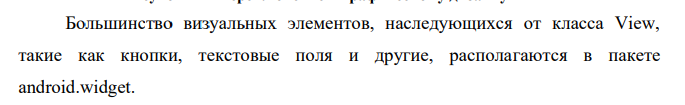 Большинство визуальных элементов, наследующихся от класса View,
такие как кнопки, текстовые поля и другие, располагаются в пакете
android.widget.